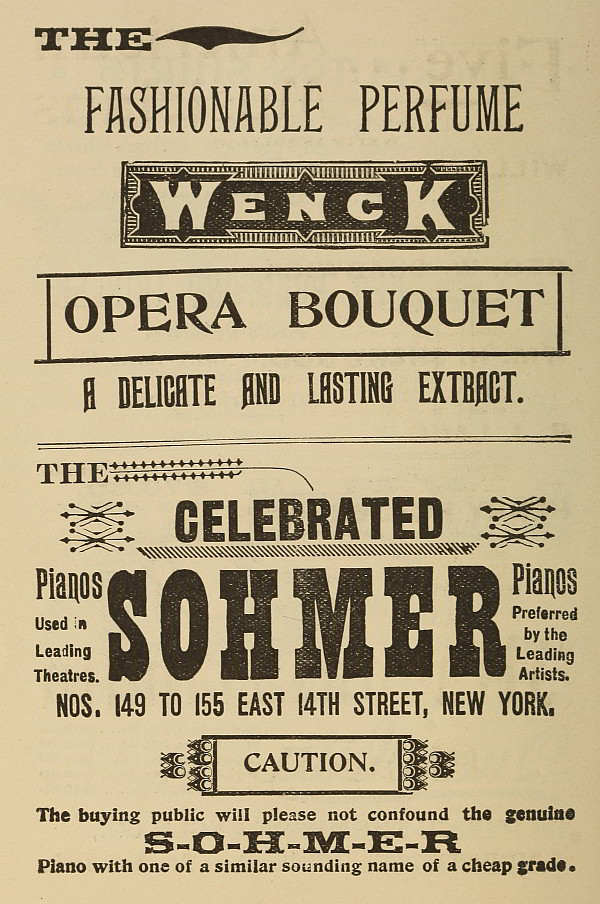 THE
FASHIONABLE PERFUME
WENCK
OPERA BOUQUET
A DELICATE AND LASTING EXTRACT.
THE
CELEBRATED
Pianos
Used in
Leading
Theatres.
SOHMER
Pianos
Preferred
by the
Leading
Artists.
NOS. 149 TO 155 EAST 14TH STREET, NEW YORK.
CAUTION.
The buying public will please not confound the genuine
S-O-H-M-E-R
Piano with one of a similar sounding name of a cheap grade.